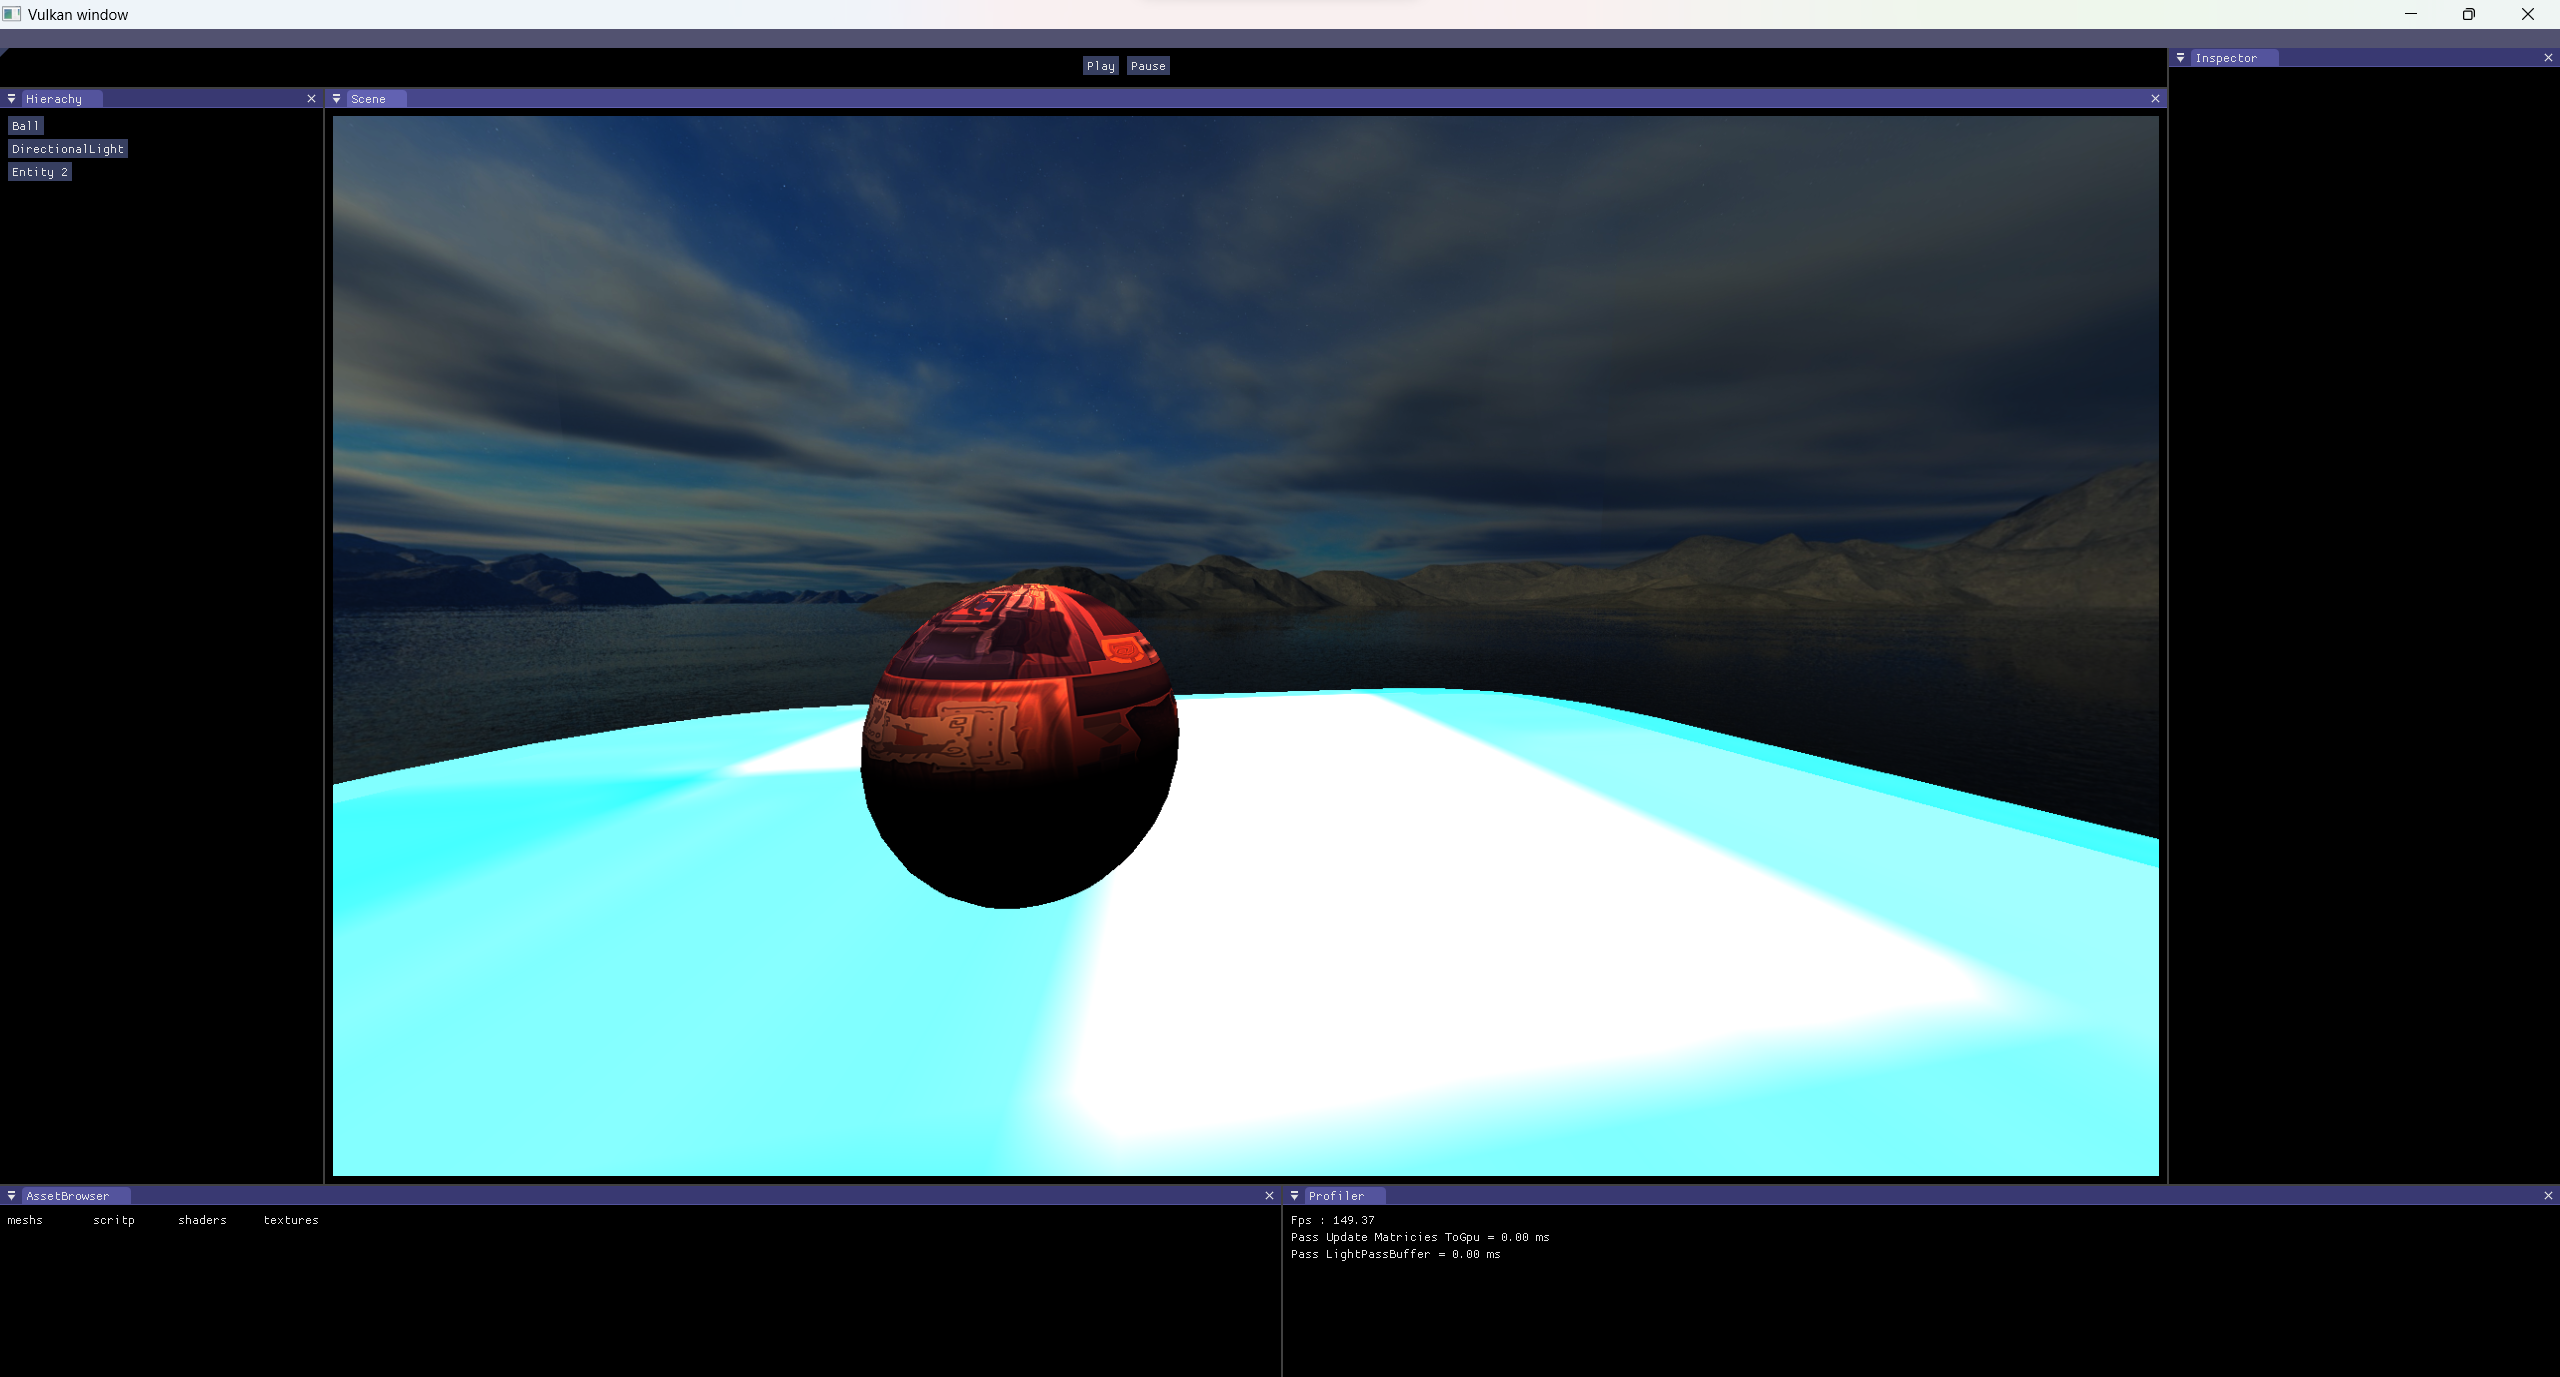 Vulkan window
Play Pause
Inspector
Hierachy
Scene
Ball
DirectionalLight
Entity 2
AssetBrowser
meshs scritp shaders textures
Profiler
Fps : 149.37
Pass Update Matricies ToGpu = 0.00 ms
Pass LightPassBuffer = 0.00 ms